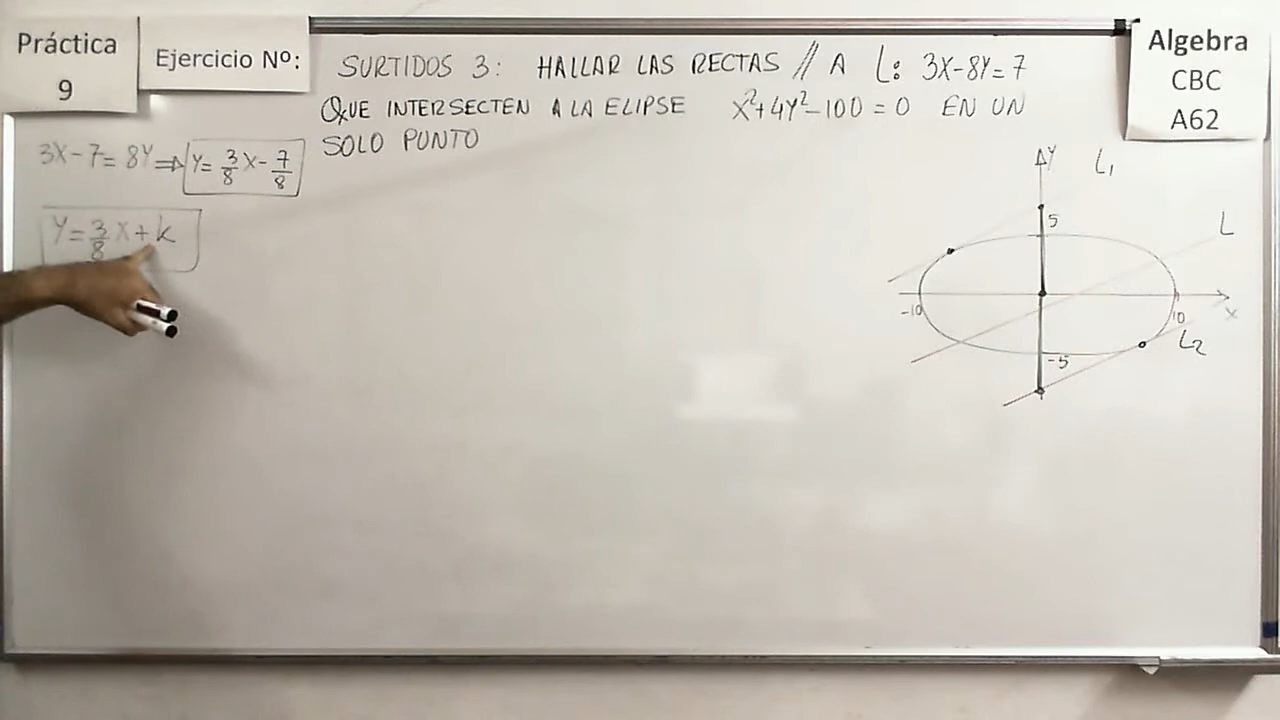 Práctica
9
Ejercicio Nº:
SURTIDOS 3: HALLAR LAS RECTAS // A L: 3X-8Y=7
QUE INTERSECTEN A LA ELIPSE X²+4Y²-100=0 EN UN
SOLO PUNTO
Algebra
CBC
A62
3X-7=8Y⇒ Y=3/8 X-7/8
Y=3/8 X+k
Y
L₁
5
L
-10
10
X
L₂
-5